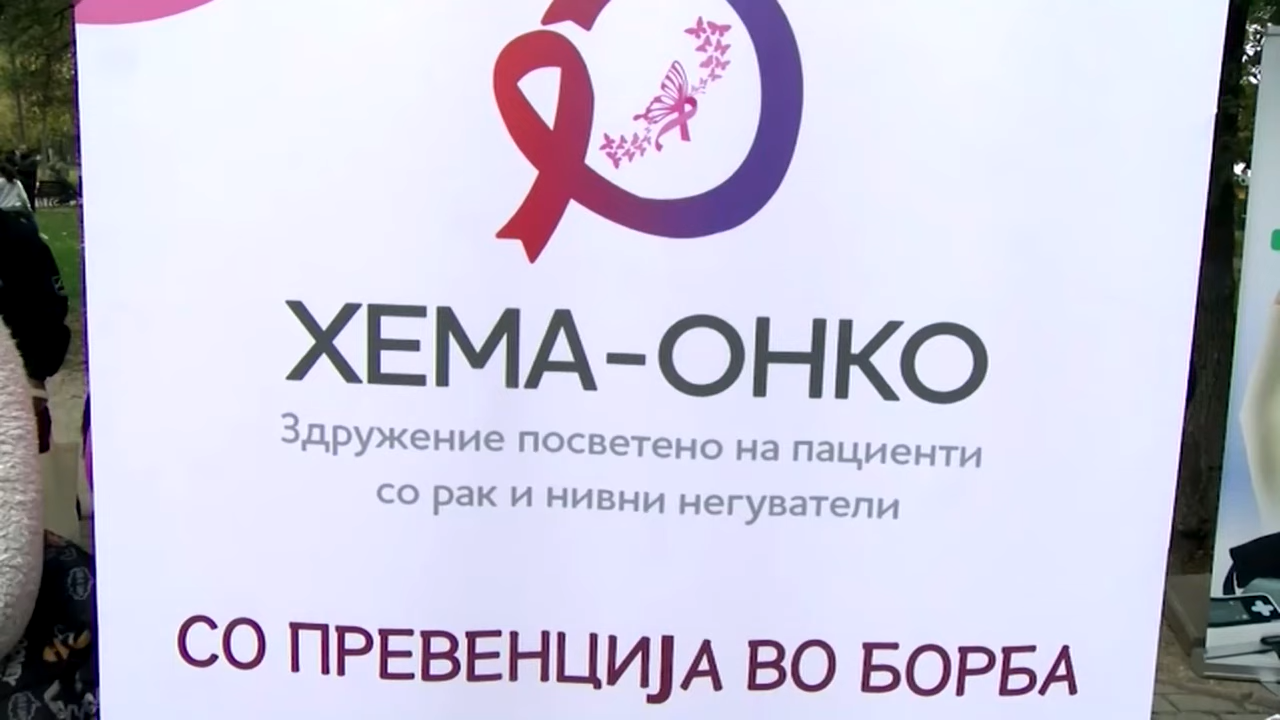 ХЕМА-ОНКО
Здружение посветено на пациенти
со рак и нивни негуватели
СО ПРЕВЕНЦИЈА ВО БОРБА